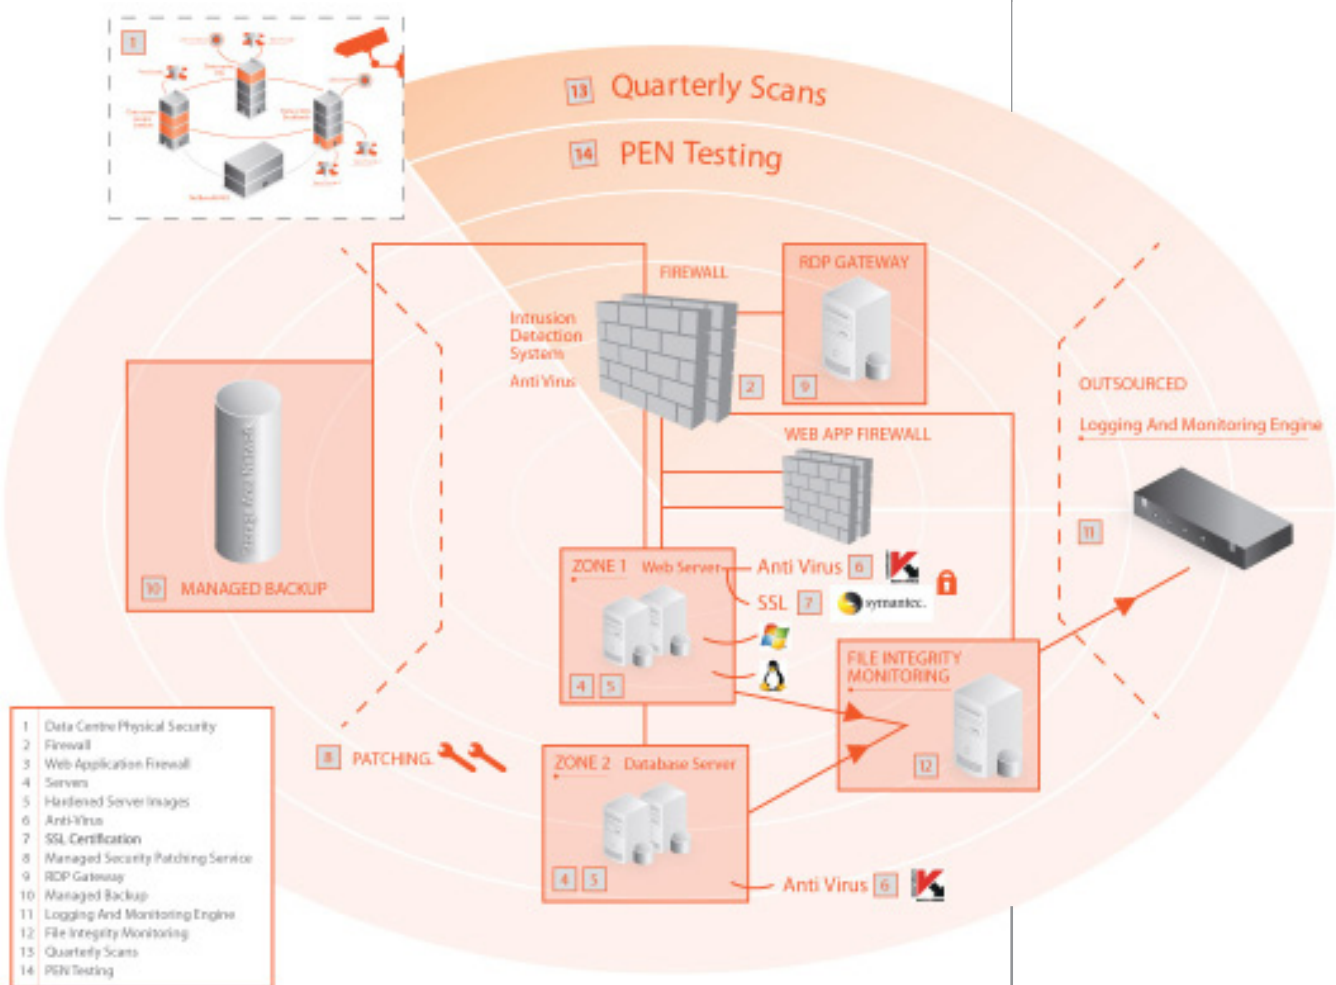 1
13 Quarterly Scans
14 PEN Testing
FIREWALL
RDP GATEWAY
Intrusion
Detection
System
Anti Virus
2
9
OUTSOURCED
Logging And Monitoring Engine
WEB APP FIREWALL
11
10 MANAGED BACKUP
ZONE 1 Web Server
Anti Virus 6
SSL 7
symantec.
4 5
FILE INTEGRITY
MONITORING
12
8 PATCHING
ZONE 2 Database Server
4 5
Anti Virus 6
1 Data Centre Physical Security
2 Firewall
3 Web Application Firewall
4 Servers
5 Hardened Server Images
6 Anti-Virus
7 SSL Certification
8 Managed Security Patching Service
9 RDP Gateway
10 Managed Backup
11 Logging And Monitoring Engine
12 File Integrity Monitoring
13 Quarterly Scans
14 PEN Testing